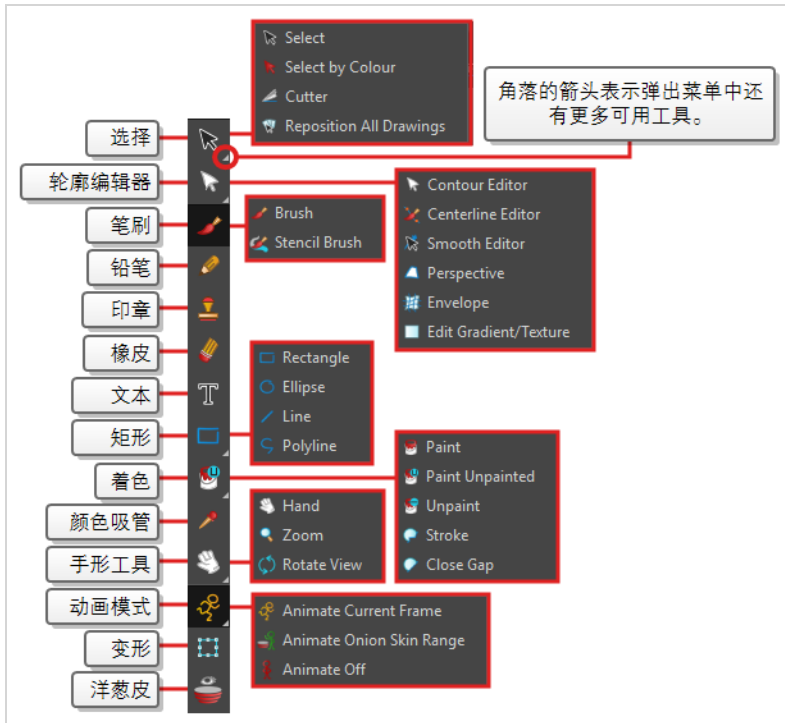 Select
Select by Colour
Cutter
Reposition All Drawings
角落的箭头表示弹出菜单中还
有更多可用工具。
选择
轮廓编辑器
笔刷
铅笔
印章
橡皮
文本
矩形
着色
颜色吸管
手形工具
动画模式
变形
洋葱皮
Contour Editor
Centerline Editor
Smooth Editor
Perspective
Envelope
Edit Gradient/Texture
Brush
Stencil Brush
Rectangle
Ellipse
Line
Polyline
Paint
Paint Unpainted
Unpaint
Stroke
Close Gap
Hand
Zoom
Rotate View
Animate Current Frame
Animate Onion Skin Range
Animate Off